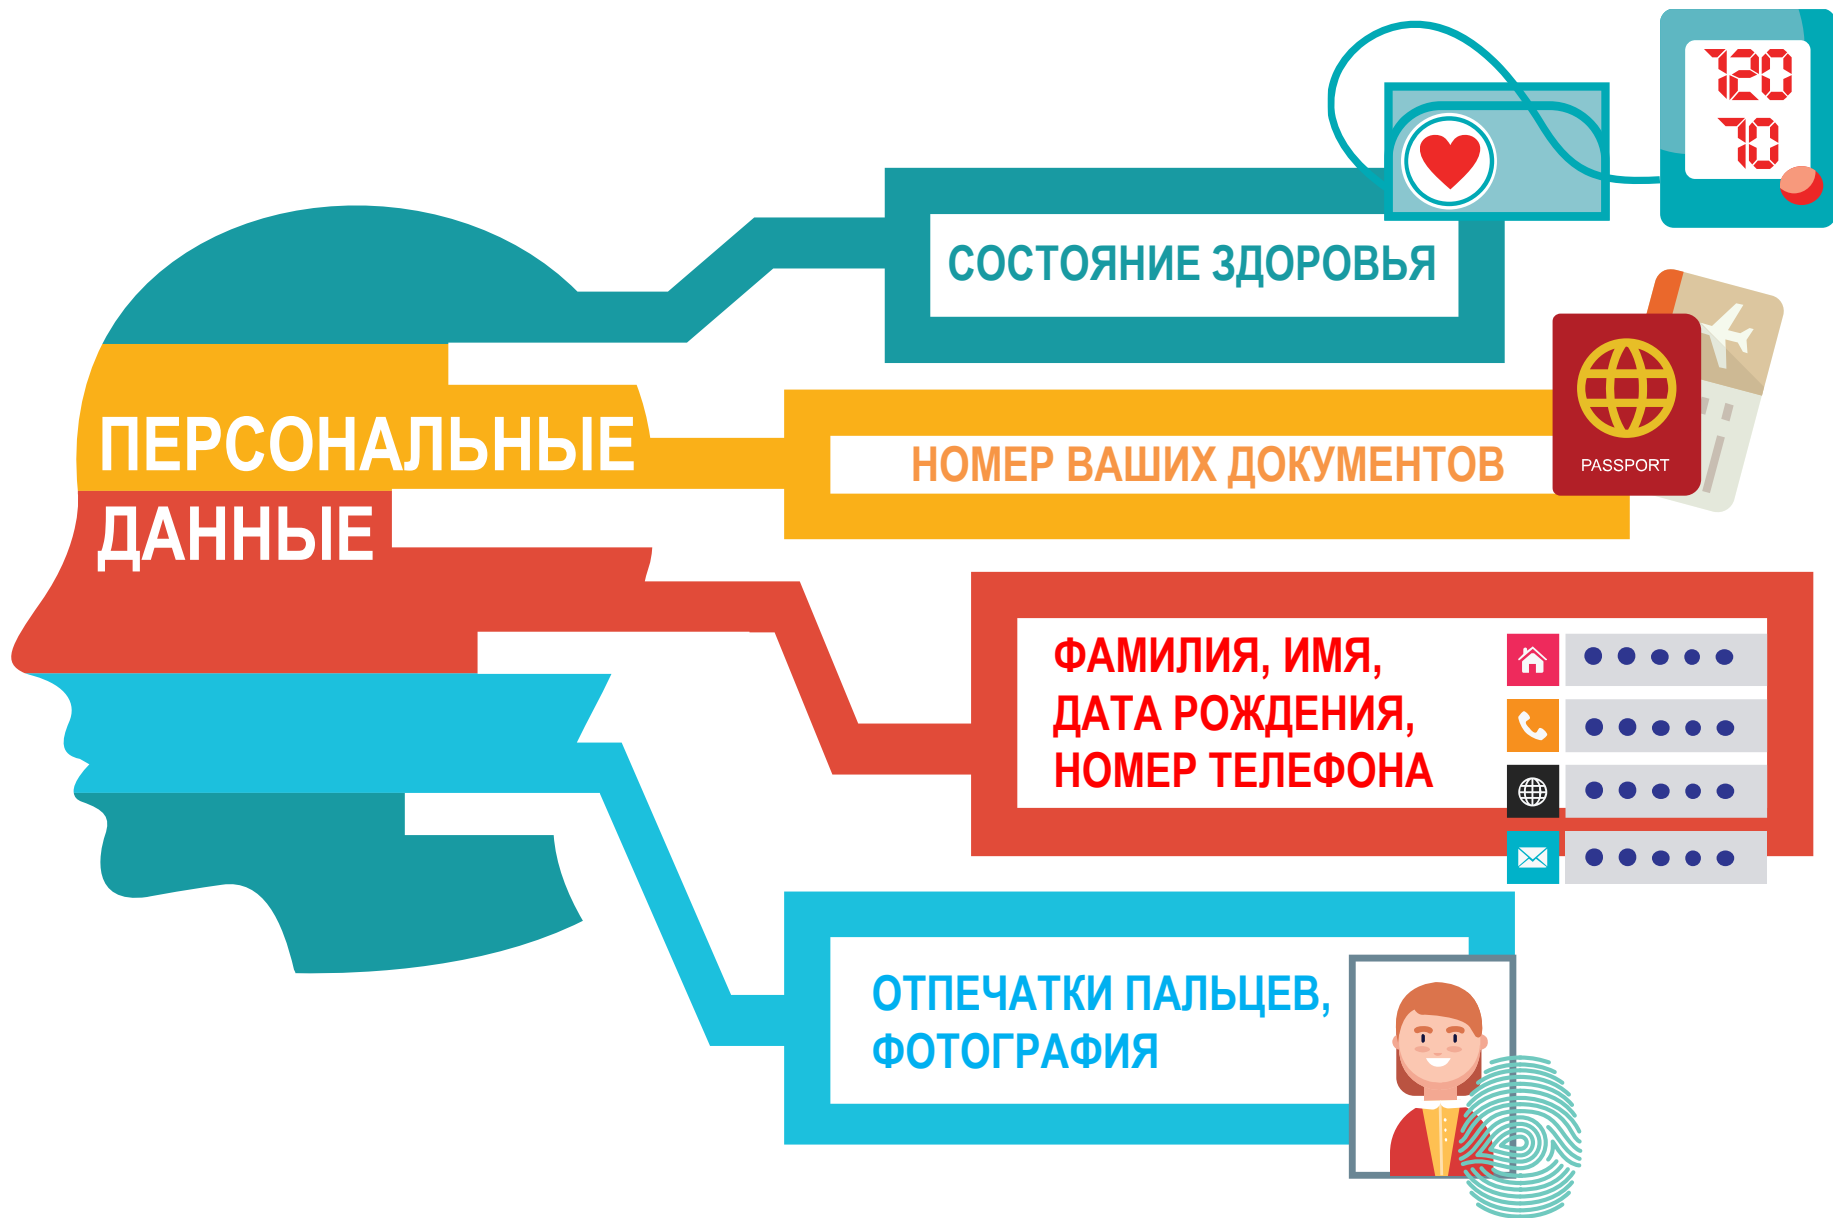 120
70
СОСТОЯНИЕ ЗДОРОВЬЯ
ПЕРСОНАЛЬНЫЕ
ДАННЫЕ
НОМЕР ВАШИХ ДОКУМЕНТОВ
PASSPORT
ФАМИЛИЯ, ИМЯ,
ДАТА РОЖДЕНИЯ,
НОМЕР ТЕЛЕФОНА
ОТПЕЧАТКИ ПАЛЬЦЕВ,
ФОТОГРАФИЯ